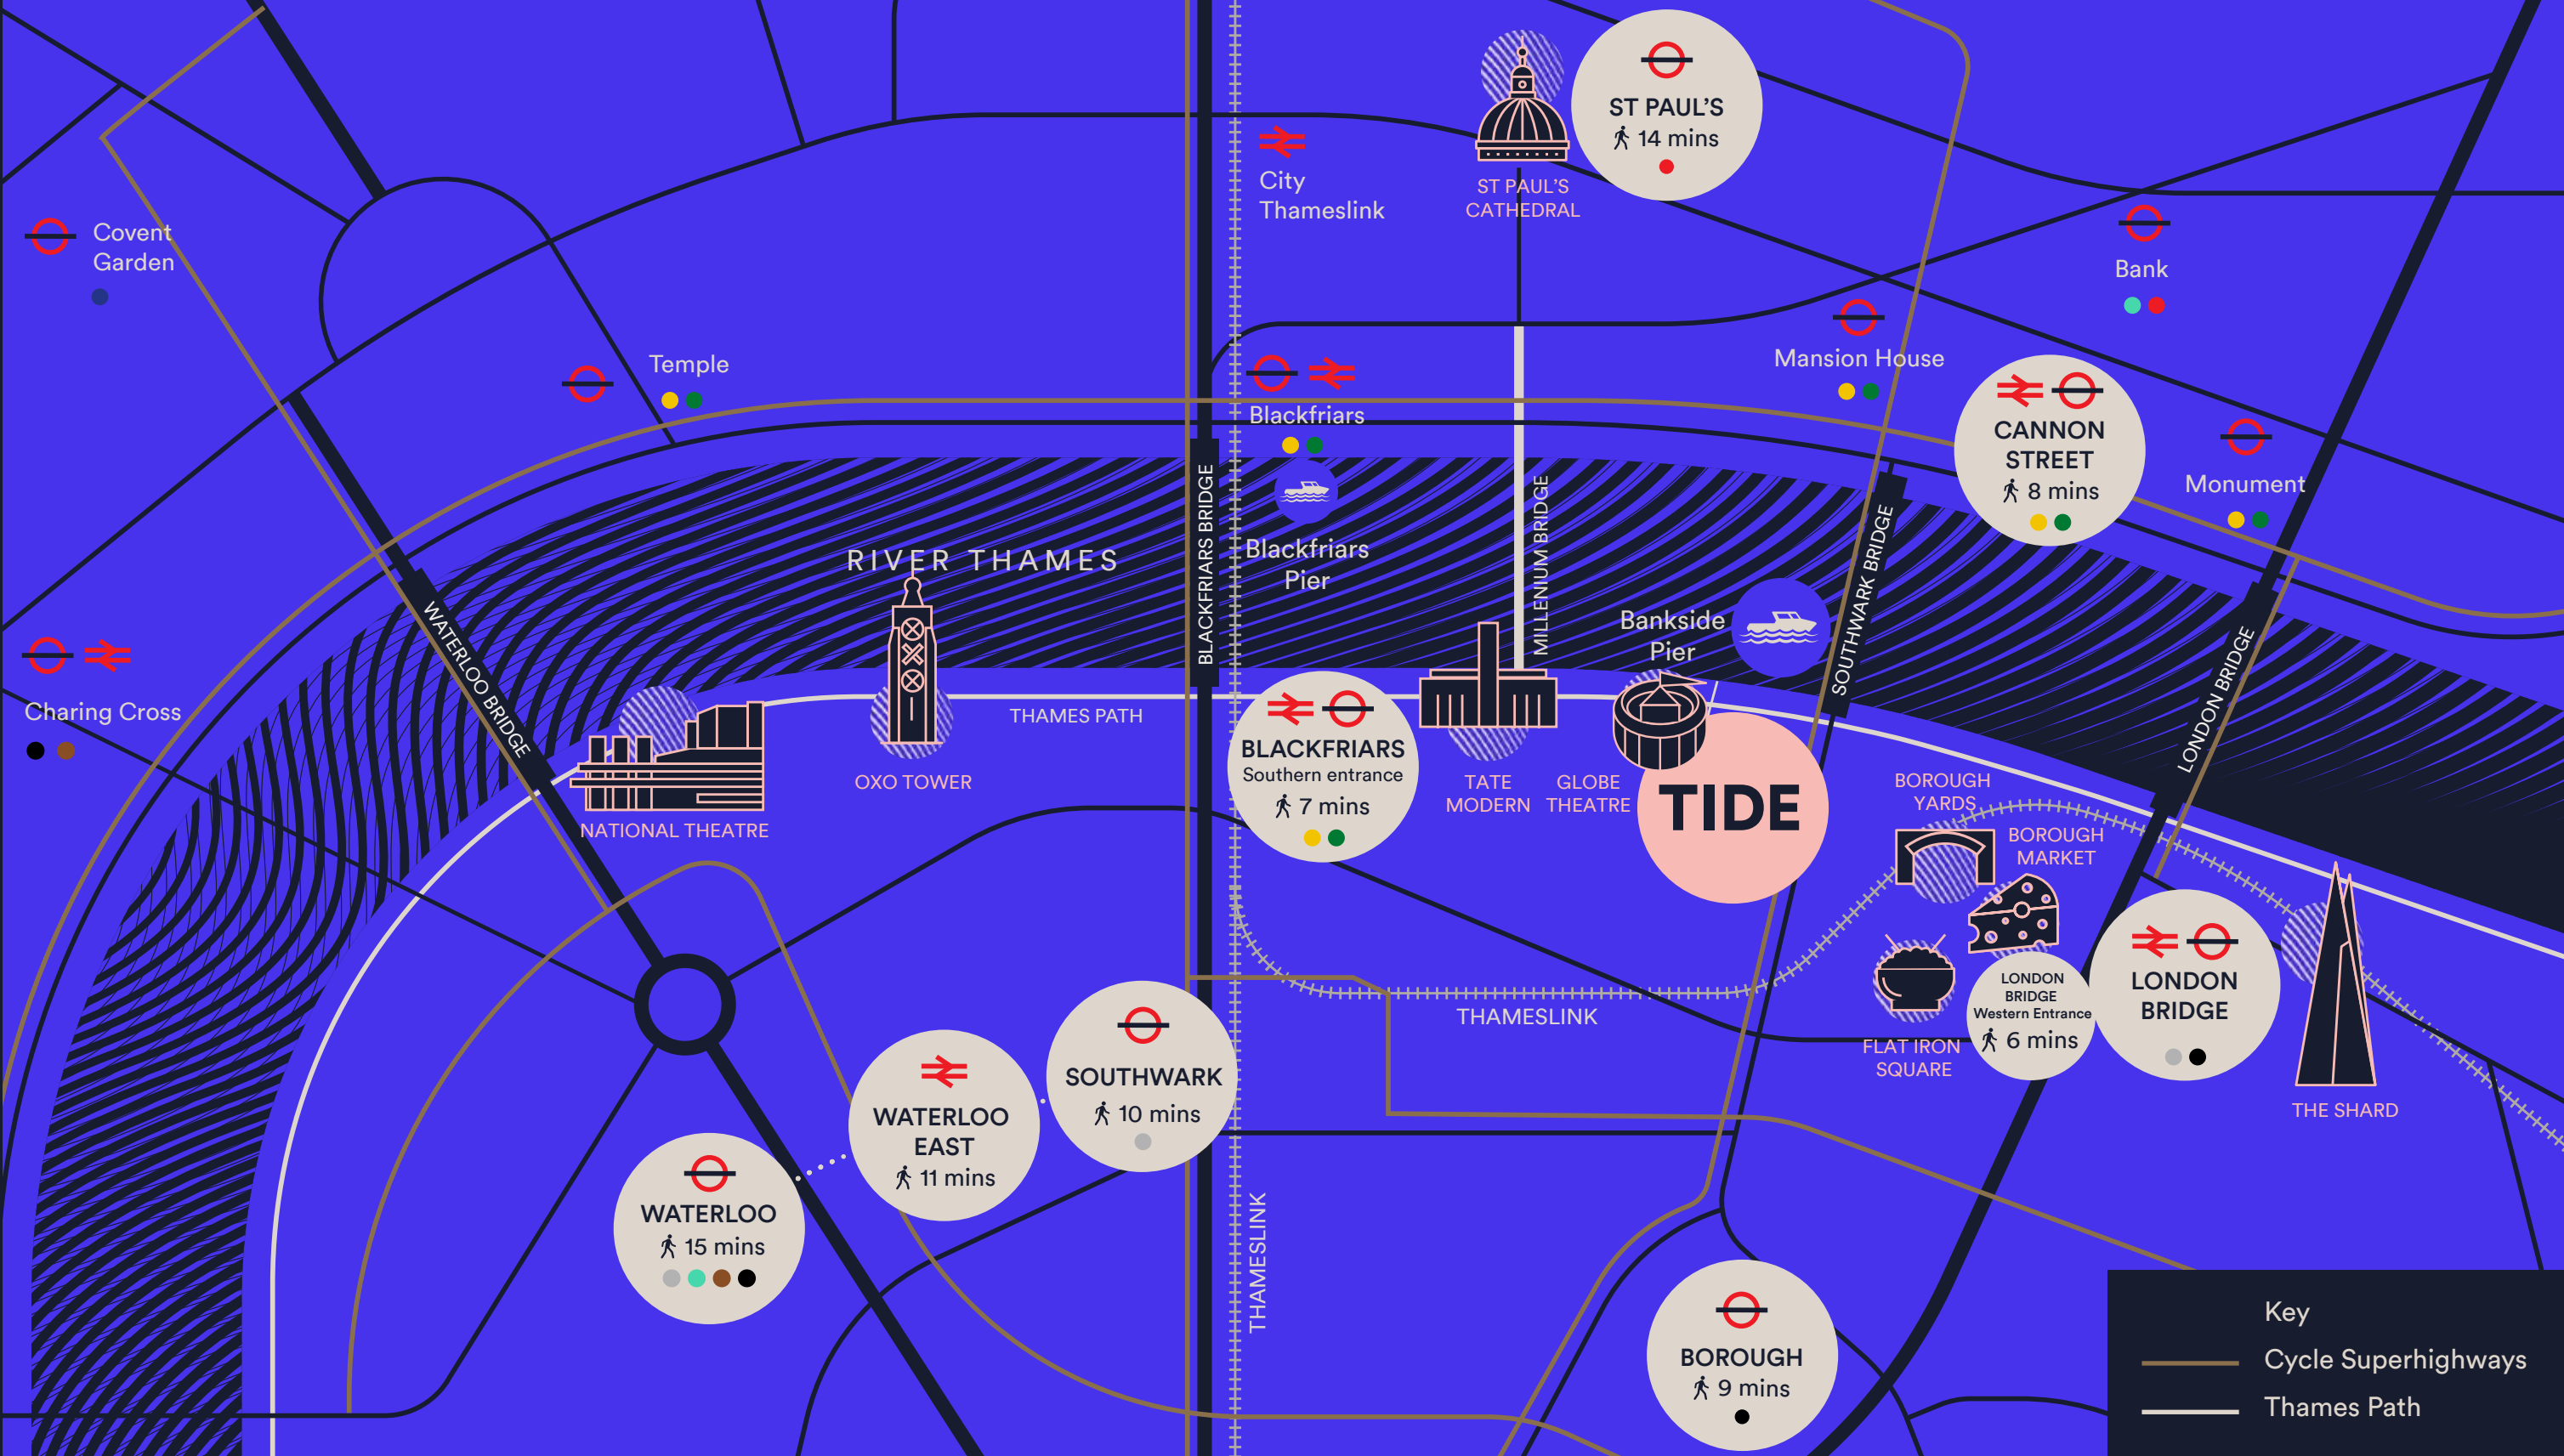 ST PAUL'S
14 mins
City
Thameslink
ST PAUL'S
CATHEDRAL
Covent
Garden
Bank
Temple
Mansion House
Blackfriars
CANNON
STREET
8 mins
Monument
BLACKFRIARS BRIDGE
MILLENIUM BRIDGE
SOUTHWARK BRIDGE
RIVER THAMES
Blackfriars
Pier
WATERLOO BRIDGE
Bankside
Pier
LONDON BRIDGE
Charing Cross
THAMES PATH
BLACKFRIARS
Southern entrance
7 mins
OXO TOWER
TATE
MODERN
GLOBE
THEATRE
TIDE
BOROUGH
YARDS
NATIONAL THEATRE
BOROUGH
MARKET
LONDON
BRIDGE
Western Entrance
6 mins
LONDON
BRIDGE
THAMESLINK
FLAT IRON
SQUARE
SOUTHWARK
10 mins
WATERLOO
EAST
11 mins
THE SHARD
WATERLOO
15 mins
THAMESLINK
BOROUGH
9 mins
Key
Cycle Superhighways
Thames Path